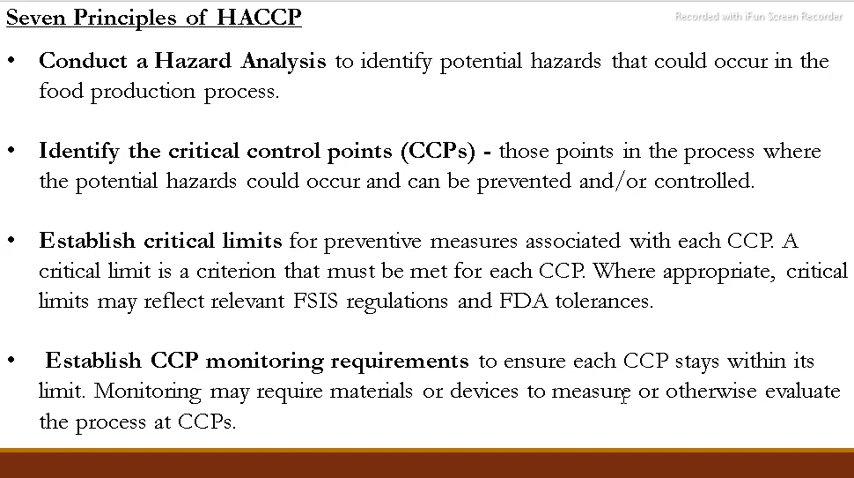 Seven Principles of HACCP
Recorded with iFun Screen Recorder
• Conduct a Hazard Analysis to identify potential hazards that could occur in the
food production process.
• Identify the critical control points (CCPs) - those points in the process where
the potential hazards could occur and can be prevented and/or controlled.
• Establish critical limits for preventive measures associated with each CCP. A
critical limit is a criterion that must be met for each CCP. Where appropriate, critical
limits may reflect relevant FSIS regulations and FDA tolerances.
• Establish CCP monitoring requirements to ensure each CCP stays within its
limit. Monitoring may require materials or devices to measure or otherwise evaluate
the process at CCPs.